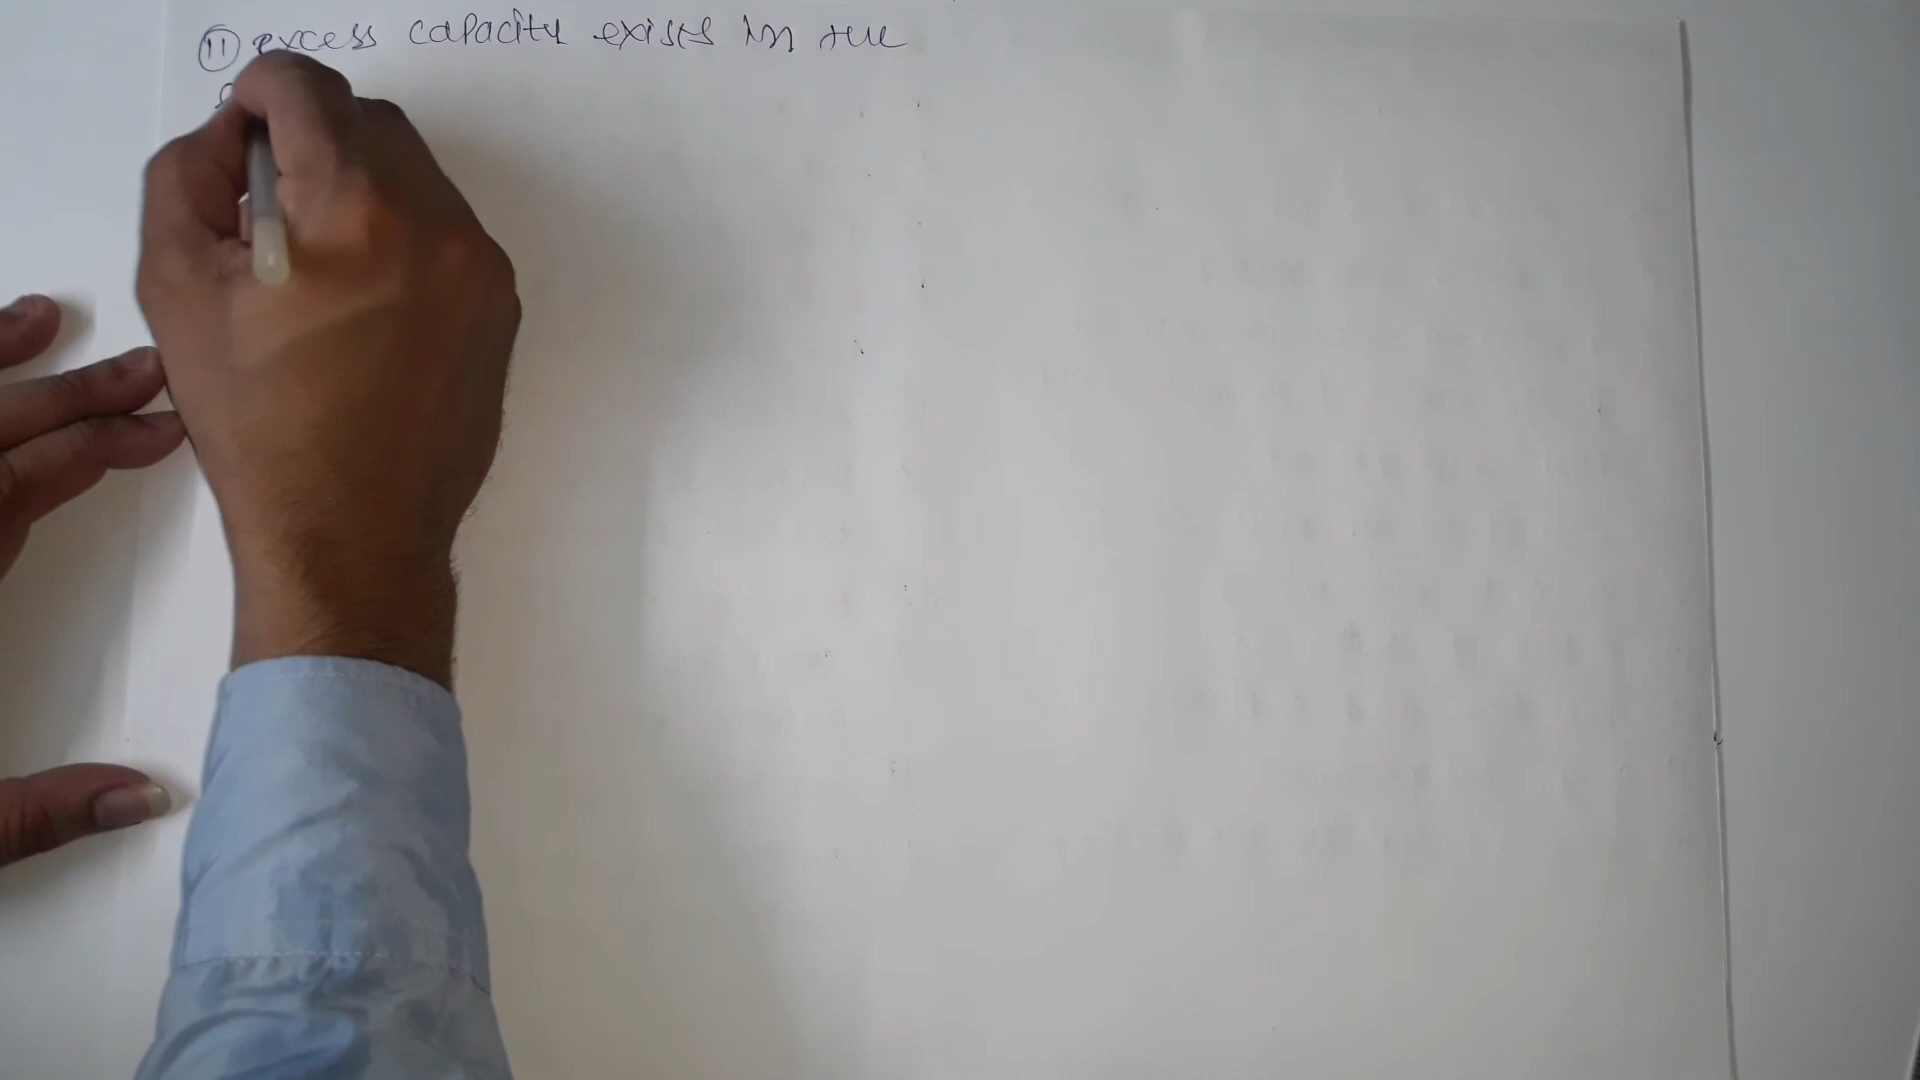 ⑪ excess capacity exists in the